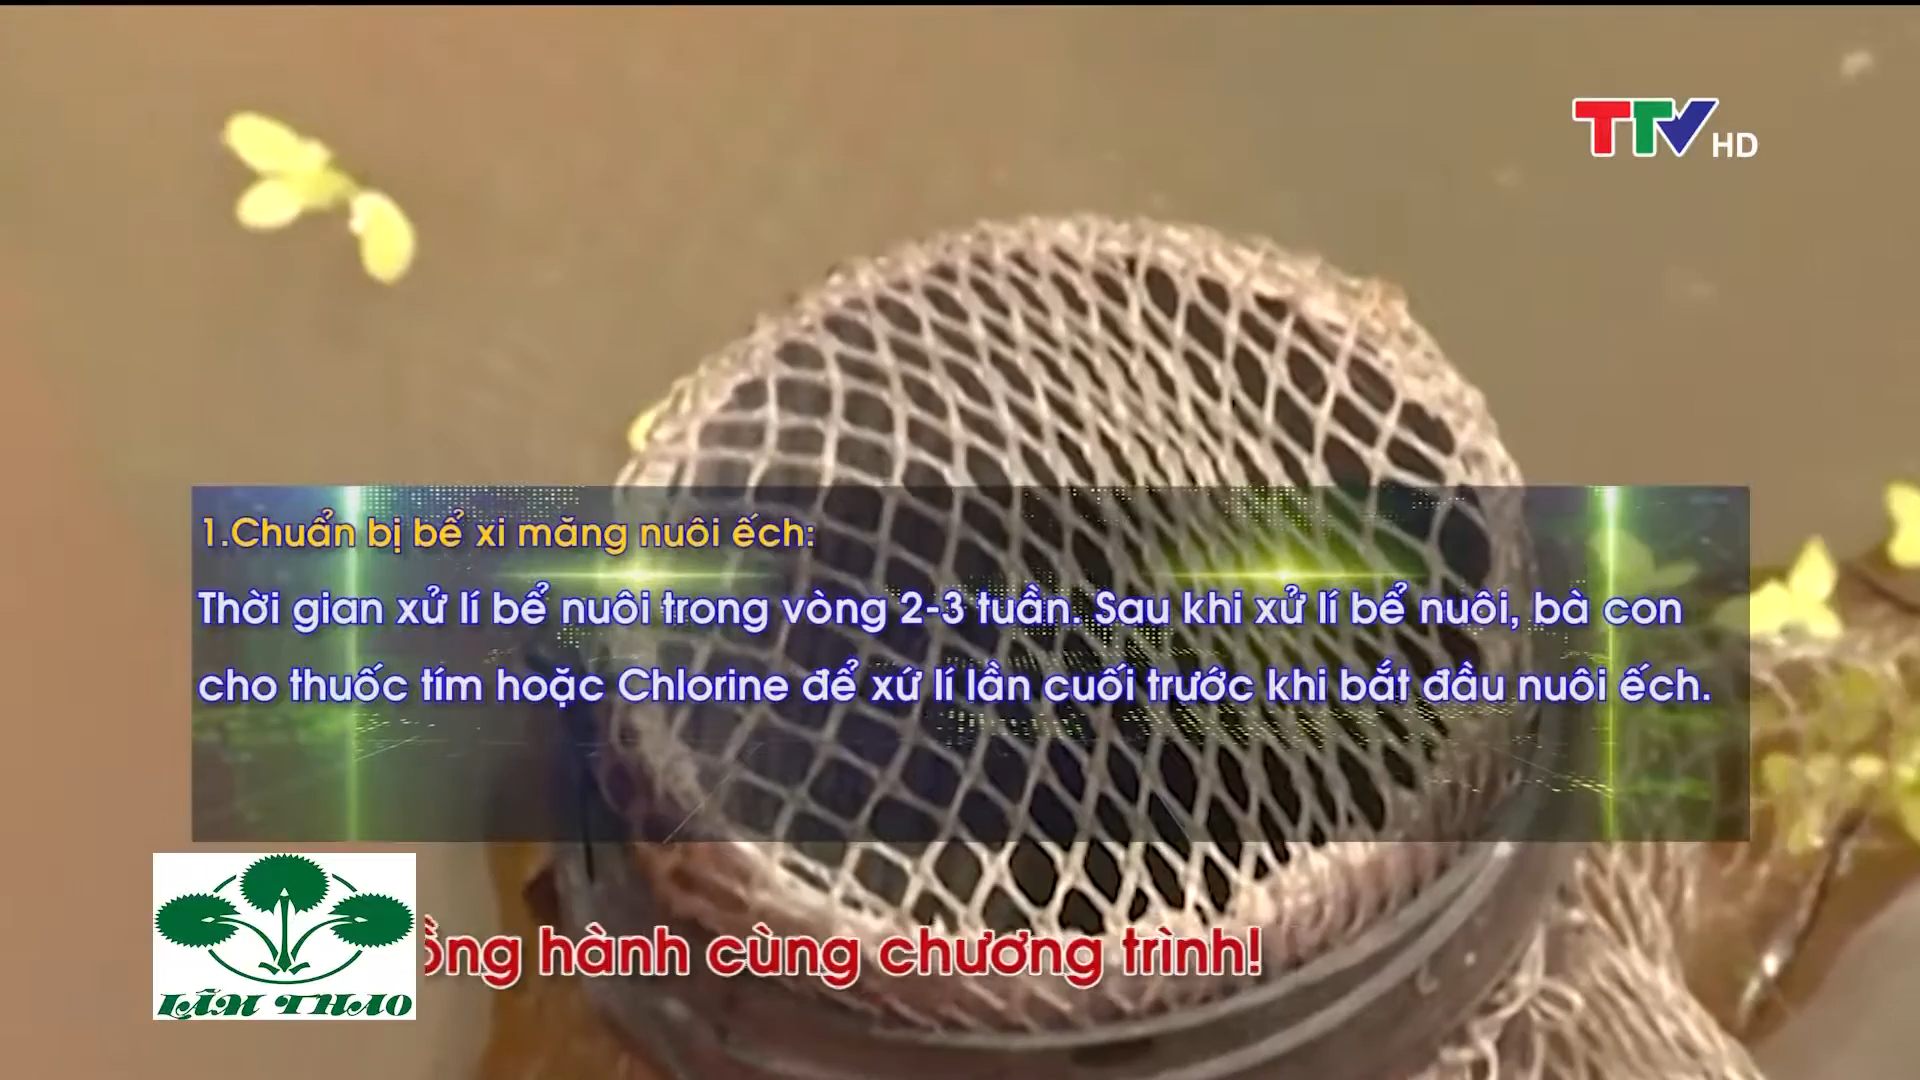 TTV HD
1.Chuẩn bị bể xi măng nuôi ếch:
Thời gian xử lí bể nuôi trong vòng 2-3 tuần. Sau khi xử lí bể nuôi, bà con
cho thuốc tím hoặc Chlorine để xứ lí lần cuối trước khi bắt đầu nuôi ếch.
ồng hành cùng chương trình!
LÂM THAO